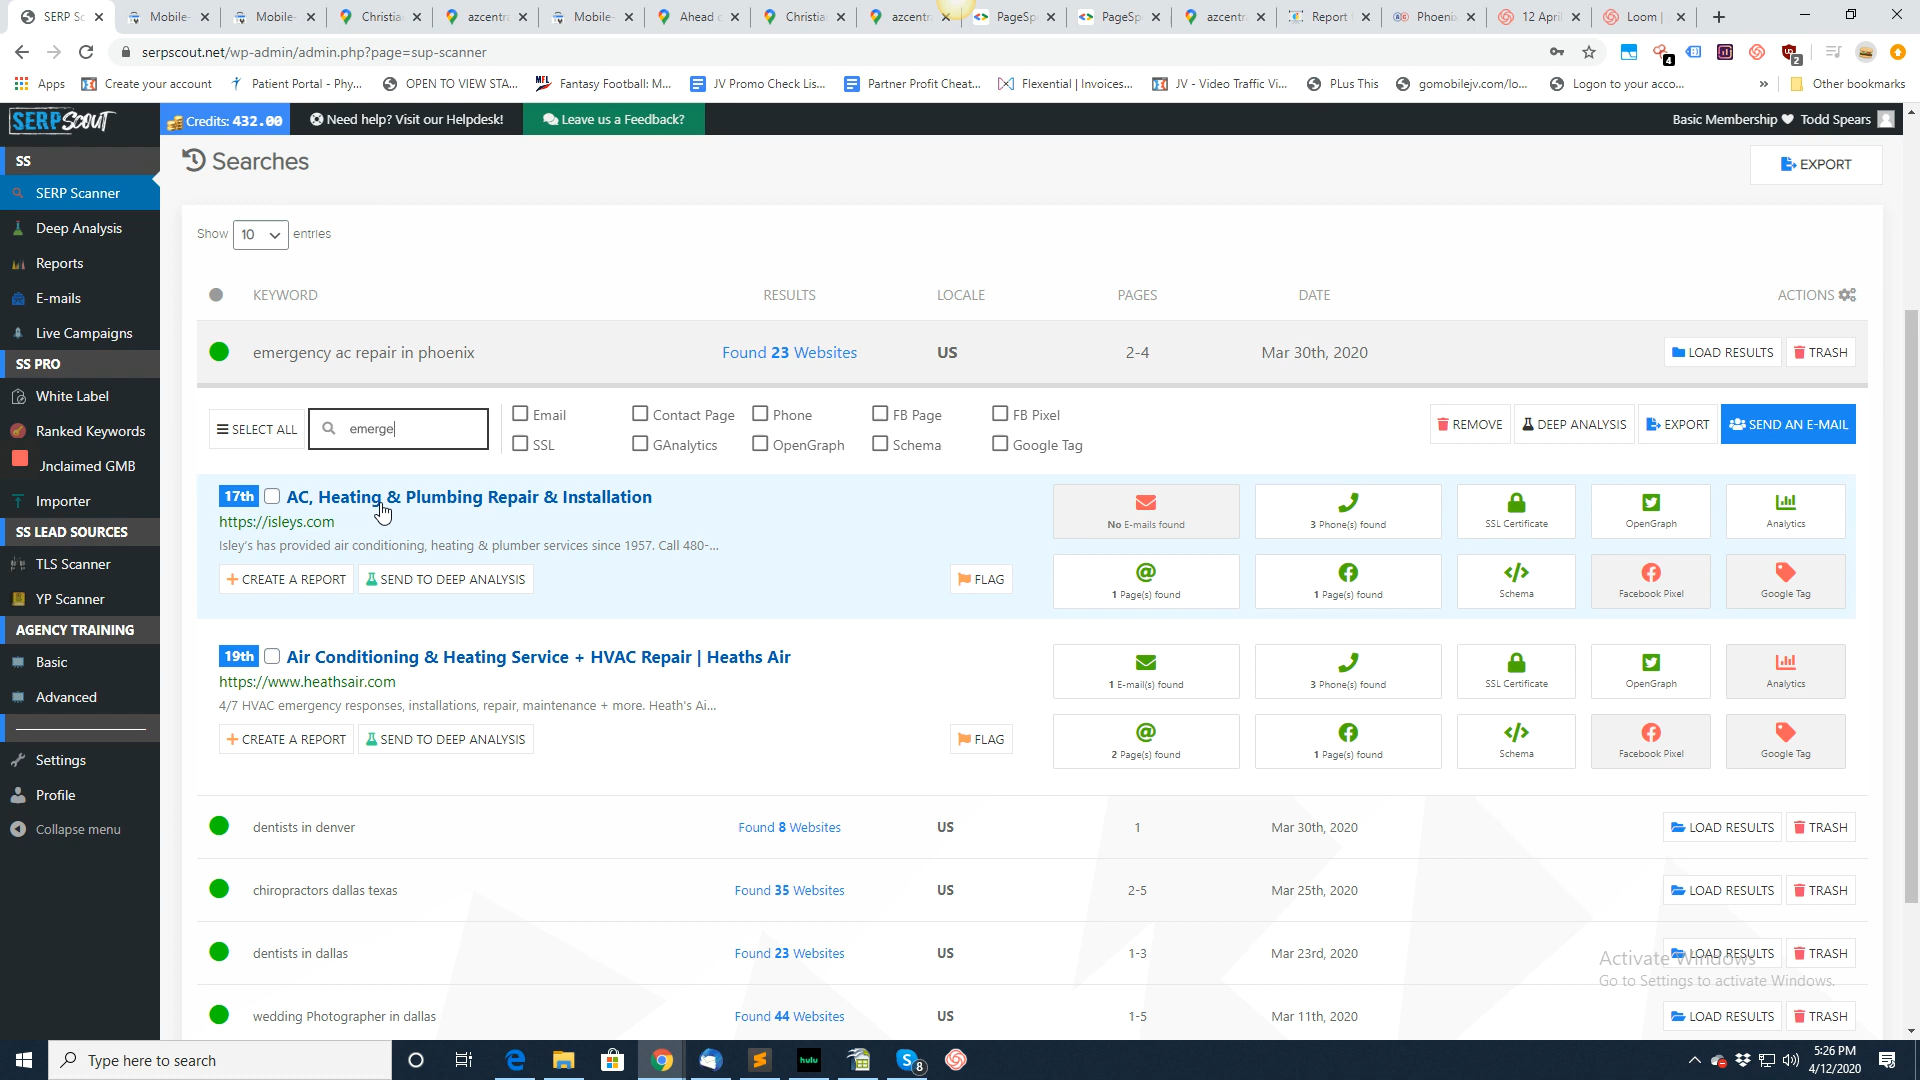 SERP Sc
Mobile-
Mobile-
Christia
azcentr
Mobile-
Ahead o
Christia
azcentr
PageSp
PageSp
azcentr
Report
Phoeni
12 April
Loom |
serpscout.net/wp-admin/admin.php?page=sup-scanner
4
2
Apps
Create your account
Patient Portal - Phy...
OPEN TO VIEW STA...
MFL
Fantasy Football: M...
JV Promo Check Lis...
Partner Profit Cheat...
Flexential | Invoices...
JV - Video Traffic Vi...
Plus This
gomobilejv.com/lo...
Logon to your acco...
»
Other bookmarks
SERPScout
Credits: 432.00
Need help? Visit our Helpdesk!
Leave us a Feedback?
Basic Membership
Todd Spears
SS
SERP Scanner
Deep Analysis
Reports
E-mails
Live Campaigns
SS PRO
White Label
Ranked Keywords
Jnclaimed GMB
Importer
SS LEAD SOURCES
TLS Scanner
YP Scanner
AGENCY TRAINING
Basic
Advanced
Settings
Profile
Collapse menu
Searches
EXPORT
Show 10 entries
KEYWORD RESULTS LOCALE PAGES DATE ACTIONS
emergency ac repair in phoenix Found 23 Websites US 2-4 Mar 30th, 2020 LOAD RESULTS TRASH
SELECT ALL
emerge
Email Contact Page Phone FB Page FB Pixel
SSL GAnalytics OpenGraph Schema Google Tag
REMOVE DEEP ANALYSIS EXPORT SEND AN E-MAIL
17th AC, Heating & Plumbing Repair & Installation
https://isleys.com
Isley's has provided air conditioning, heating & plumber services since 1957. Call 480-...
CREATE A REPORT SEND TO DEEP ANALYSIS FLAG
No E-mails found 3 Phone(s) found SSL Certificate OpenGraph Analytics
1 Page(s) found 1 Page(s) found Schema Facebook Pixel Google Tag
19th Air Conditioning & Heating Service + HVAC Repair | Heaths Air
https://www.heathsair.com
4/7 HVAC emergency responses, installations, repair, maintenance + more. Heath's Ai...
CREATE A REPORT SEND TO DEEP ANALYSIS FLAG
1 E-mail(s) found 3 Phone(s) found SSL Certificate OpenGraph Analytics
2 Page(s) found 1 Page(s) found Schema Facebook Pixel Google Tag
dentists in denver Found 8 Websites US 1 Mar 30th, 2020 LOAD RESULTS TRASH
chiropractors dallas texas Found 35 Websites US 2-5 Mar 25th, 2020 LOAD RESULTS TRASH
dentists in dallas Found 23 Websites US 1-3 Mar 23rd, 2020 LOAD RESULTS TRASH
wedding Photographer in dallas Found 44 Websites US 1-5 Mar 11th, 2020 LOAD RESULTS TRASH
Activate Windows
Go to Settings to activate Windows.
Type here to search
hulu
8
5:26 PM
4/12/2020